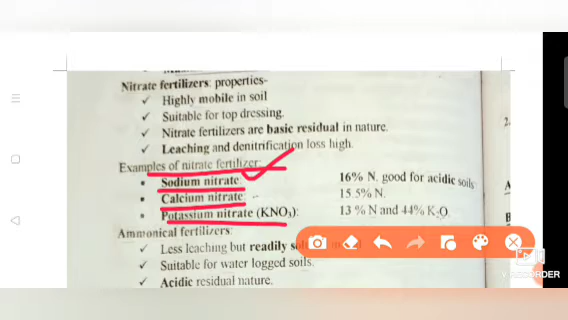 Nitrate fertilizers: properties-
✓ Highly mobile in soil
✓ Suitable for top dressing.
✓ Nitrate fertilizers are basic residual in nature.
✓ Leaching and denitrification loss high.
Examples of nitrate fertilizer:
• Sodium nitrate: 16% N. good for acidic soils
• Calcium nitrate: 15.5% N.
• Potassium nitrate (KNO₃): 13 % N and 44% K₂O.
Ammonical fertilizers:
✓ Less leaching but readily
✓ Suitable for water logged soils.
✓ Acidic residual nature.
2.
RECORDER